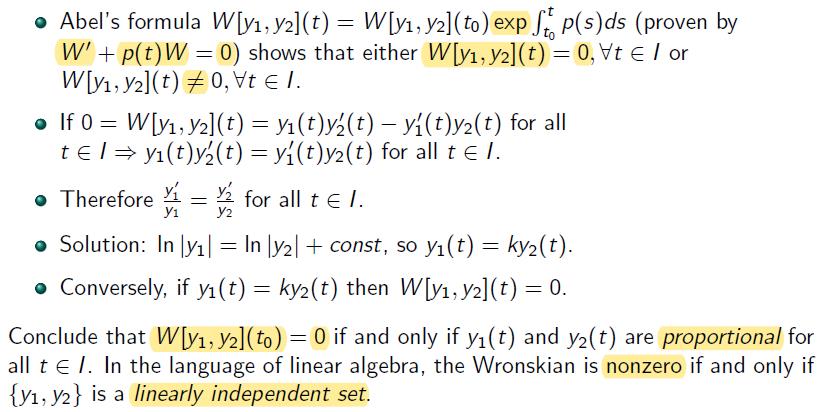 Abel's formula W[y₁, y₂](t) = W[y₁, y₂](t₀) exp ∫ₜ₀ᵗ p(s)ds (proven by
W′ + p(t)W = 0) shows that either W[y₁, y₂](t) = 0, ∀t ∈ I or
W[y₁, y₂](t) ≠ 0, ∀t ∈ I.
If 0 = W[y₁, y₂](t) = y₁(t)y₂′(t) − y₁′(t)y₂(t) for all
t ∈ I ⇒ y₁(t)y₂′(t) = y₁′(t)y₂(t) for all t ∈ I.
Therefore y₁′/y₁ = y₂′/y₂ for all t ∈ I.
Solution: ln |y₁| = ln |y₂| + const, so y₁(t) = ky₂(t).
Conversely, if y₁(t) = ky₂(t) then W[y₁, y₂](t) = 0.
Conclude that W[y₁, y₂](t₀) = 0 if and only if y₁(t) and y₂(t) are proportional for
all t ∈ I. In the language of linear algebra, the Wronskian is nonzero if and only if
{y₁, y₂} is a linearly independent set.